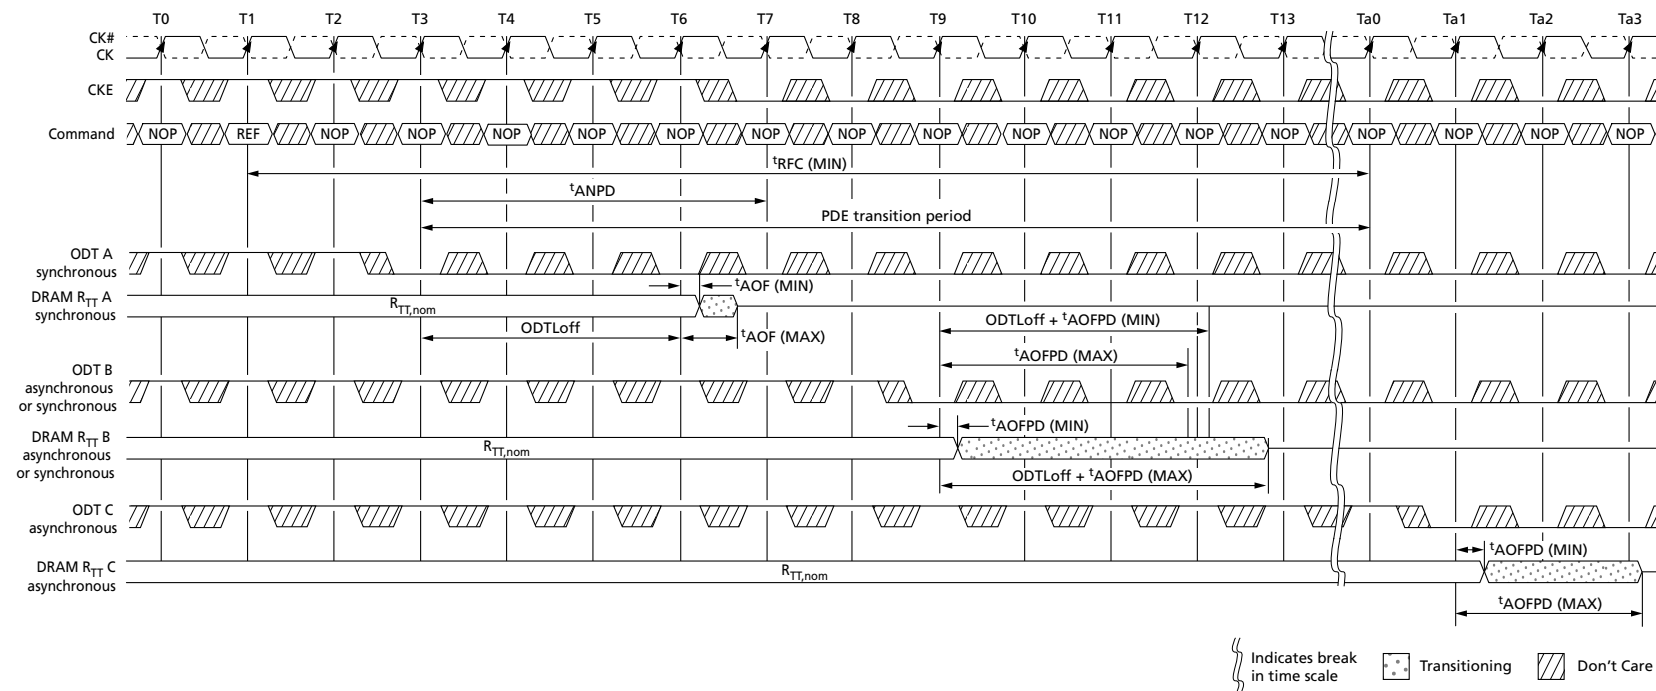 T0 T1 T2 T3 T4 T5 T6 T7 T8 T9 T10 T11 T12 T13 Ta0 Ta1 Ta2 Ta3
CK#
CK
CKE
Command NOP REF NOP NOP NOP NOP NOP NOP NOP NOP NOP NOP NOP NOP NOP NOP NOP NOP
tRFC (MIN)
tANPD
PDE transition period
ODT A
synchronous
tAOF (MIN)
DRAM RTT A
synchronous
RTT,nom
ODTLoff
tAOF (MAX)
ODTLoff + tAOFPD (MIN)
tAOFPD (MAX)
ODT B
asynchronous
or synchronous
tAOFPD (MIN)
DRAM RTT B
asynchronous
or synchronous
RTT,nom
ODTLoff + tAOFPD (MAX)
ODT C
asynchronous
tAOFPD (MIN)
DRAM RTT C
asynchronous
RTT,nom
tAOFPD (MAX)
Indicates break
in time scale
Transitioning
Don't Care